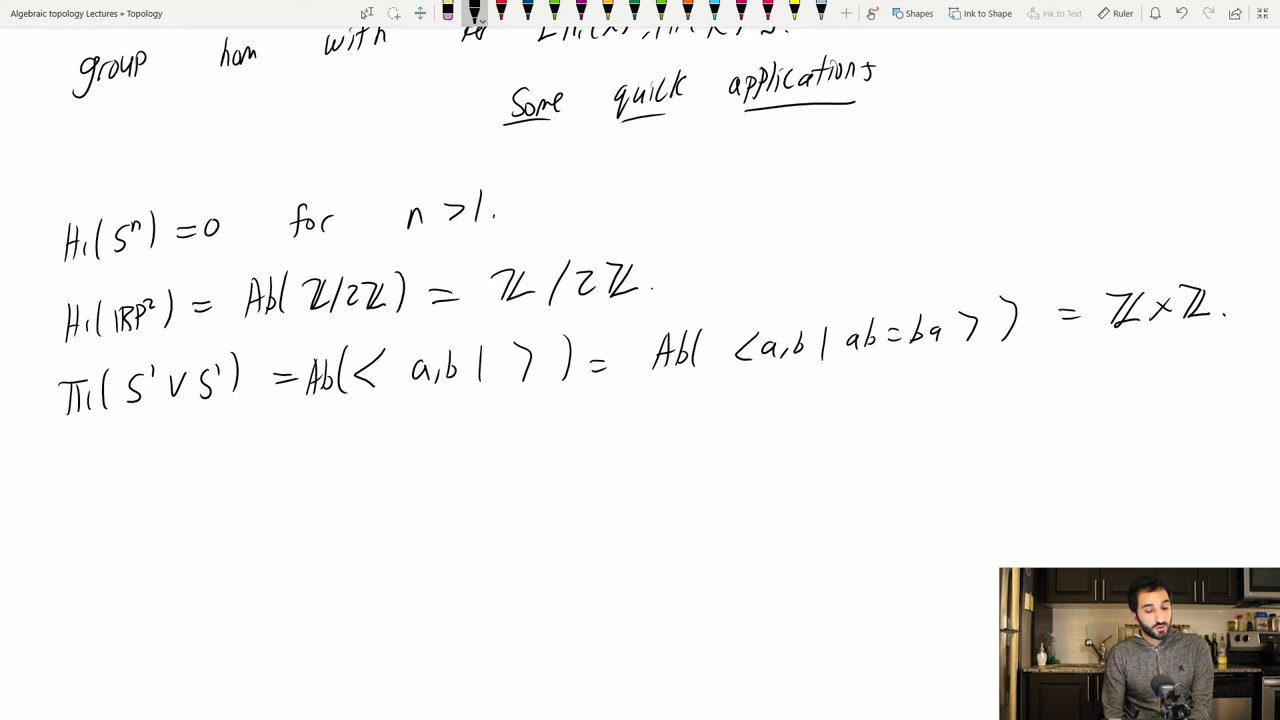 Algebraic topology Lectures » Topology
Shapes Ink to Shape Ink to Text Ruler
group hom with
Some quick applications
H₁(Sⁿ) = 0 for n > 1.
H₁(ℝP²) = Ab(ℤ/2ℤ) = ℤ/2ℤ.
π₁(S¹ ∨ S¹) = Ab(< a,b | >) = Ab( <a,b | ab=ba >) = ℤ×ℤ.